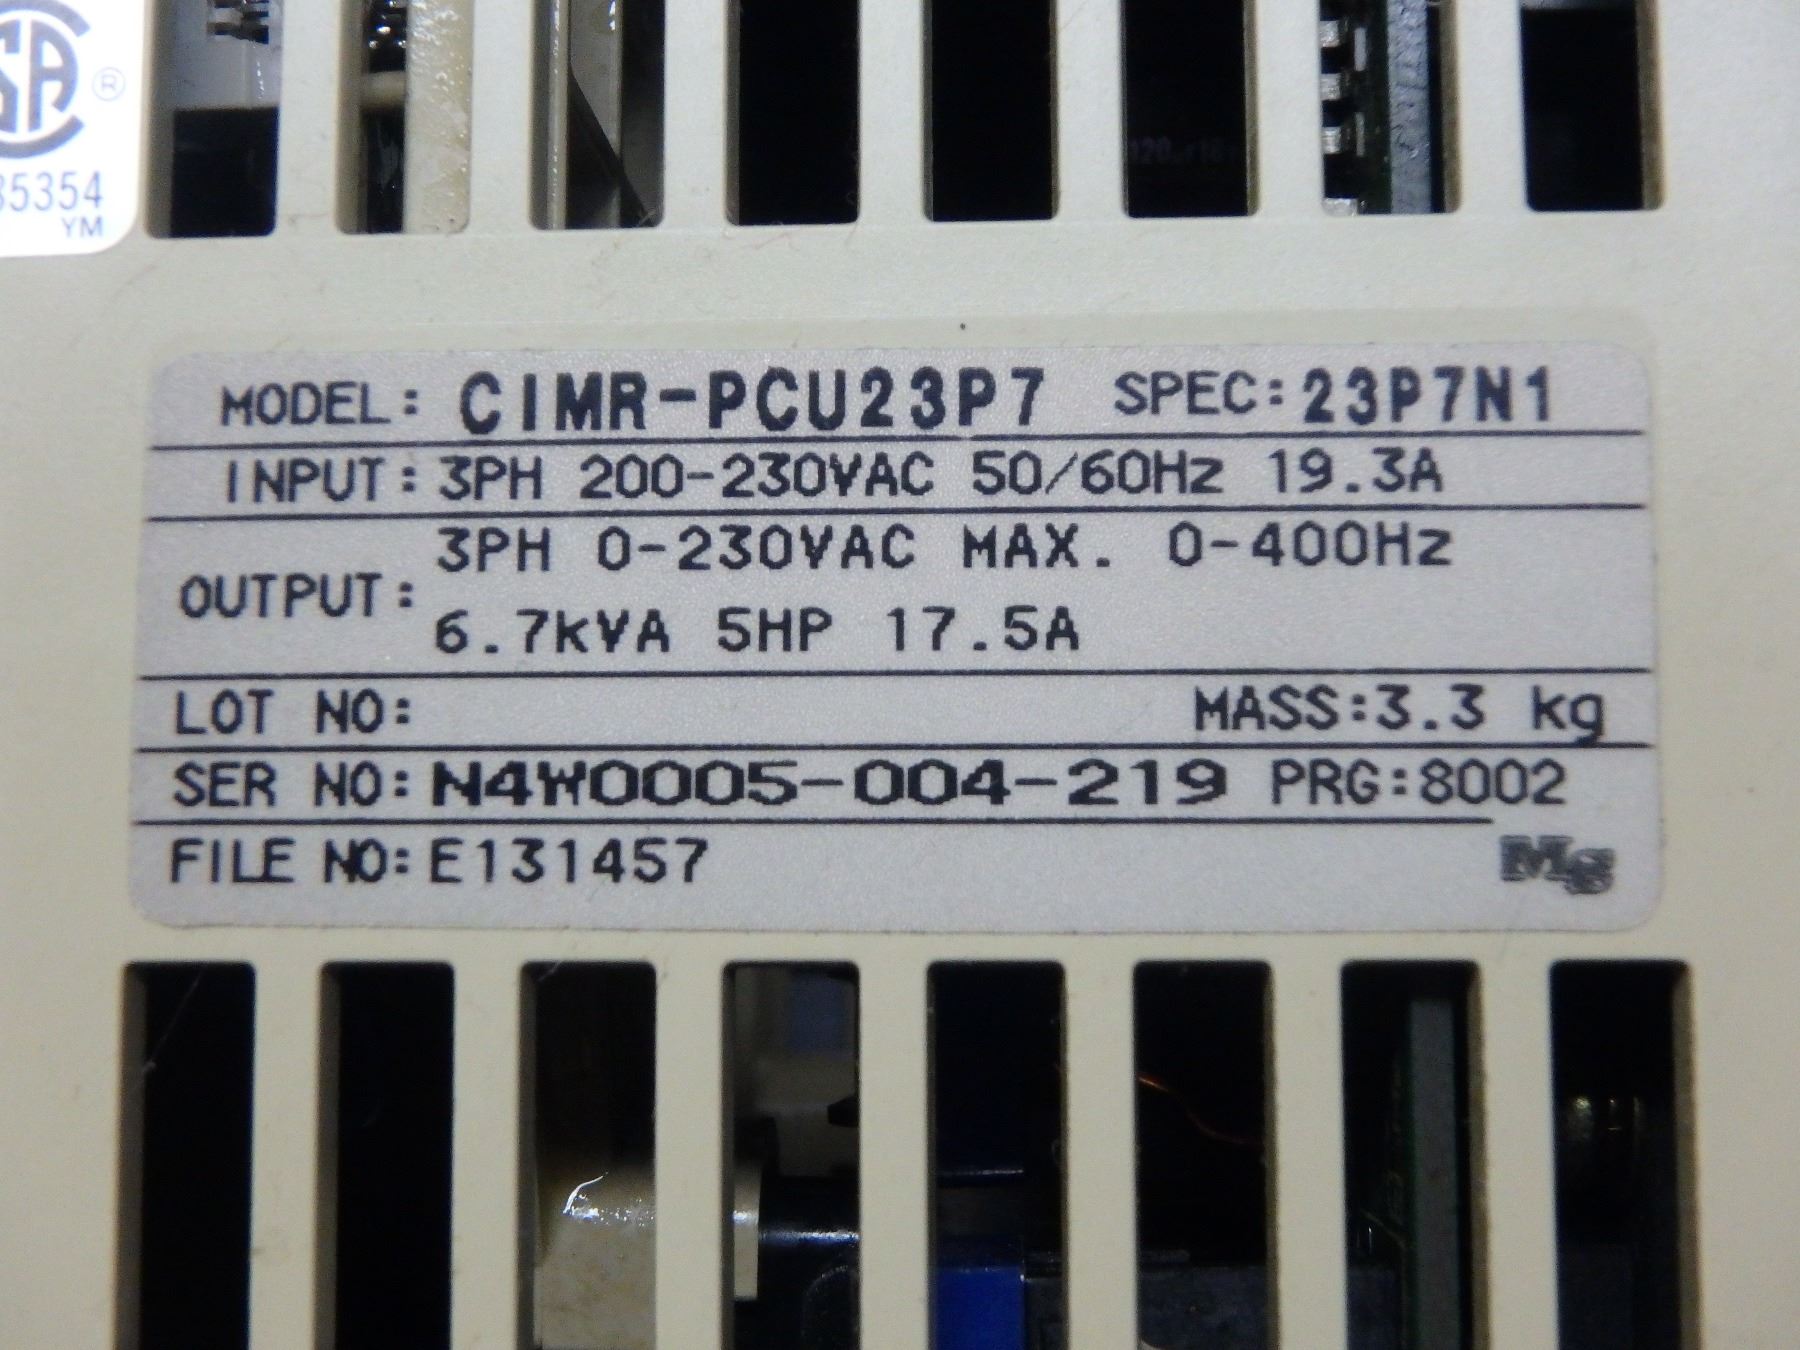 SA ®
35354
YM
MODEL: CIMR-PCU23P7 SPEC: 23P7N1
INPUT: 3PH 200-230VAC 50/60Hz 19.3A
OUTPUT: 3PH 0-230VAC MAX. 0-400Hz
6.7kVA 5HP 17.5A
LOT NO: MASS:3.3 kg
SER NO: N4W0005-004-219 PRG:8002
FILE NO: E131457
Mg